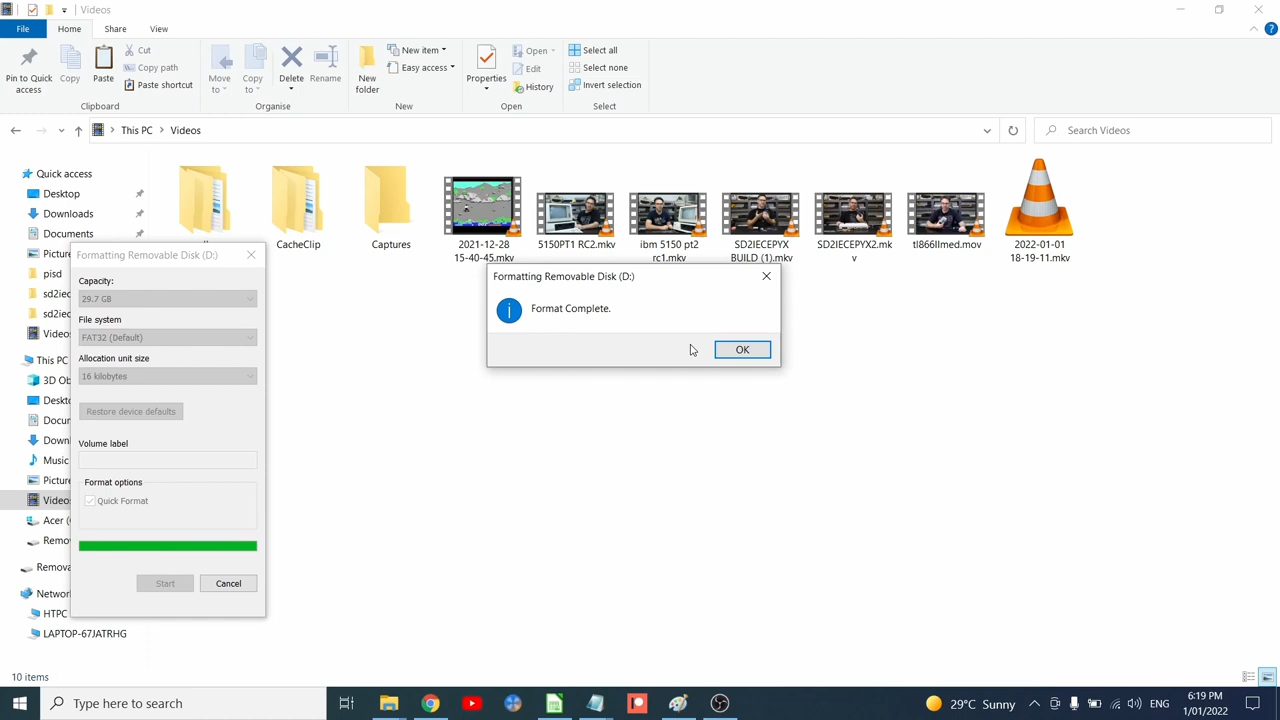 Videos
File
Home
Share
View
Pin to Quick
access
Copy
Paste
Cut
Copy path
Paste shortcut
Clipboard
Move
to
Copy
to
Delete
Rename
Organise
New
folder
New item
Easy access
New
Properties
Open
Edit
History
Open
Select all
Select none
Invert selection
Select
This PC
Videos
Search Videos
Quick access
Desktop
Downloads
Documents
Picture
pisd
sd2iec
sd2iec
Videos
This PC
3D Ob
Deskto
Docum
Downl
Music
Picture
Videos
Acer (
Remov
Remova
Network
HTPC
LAPTOP-67JATRHG
CacheClip
Captures
2021-12-28
15-40-45.mkv
5150PT1 RC2.mkv
ibm 5150 pt2
rc1.mkv
SD2IECEPYX
BUILD (1).mkv
SD2IECEPYX2.mk
v
tl866IImed.mov
2022-01-01
18-19-11.mkv
Formatting Removable Disk (D:)
Capacity:
29.7 GB
File system
FAT32 (Default)
Allocation unit size
16 kilobytes
Restore device defaults
Volume label
Format options
Quick Format
Start
Cancel
Formatting Removable Disk (D:)
Format Complete.
OK
10 items
Type here to search
29°C Sunny
ENG
6:19 PM
1/01/2022